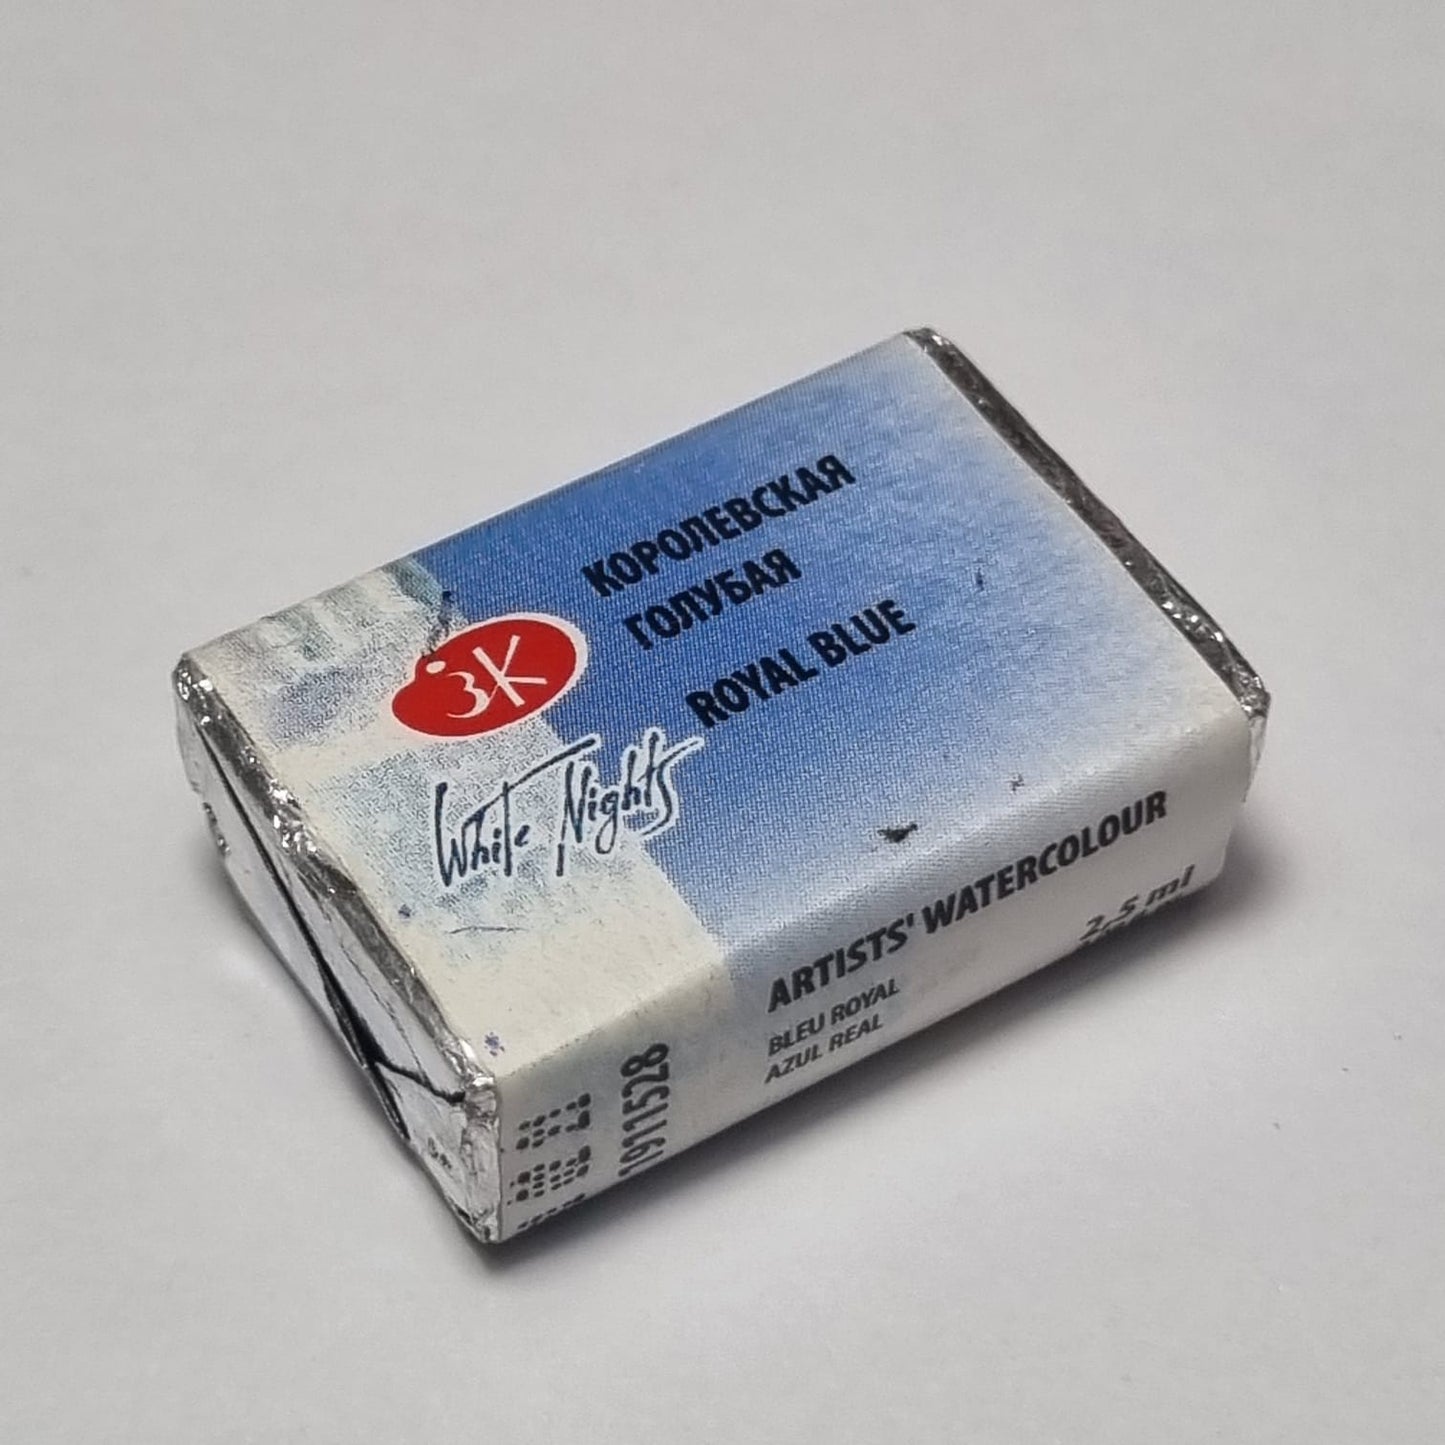 КОРОЛЕВСКАЯ
ГОЛУБАЯ
ROYAL BLUE
ЗК
White Nights
ARTISTS' WATERCOLOUR
2,5 ml
BLEU ROYAL
AZUL REAL
1911528